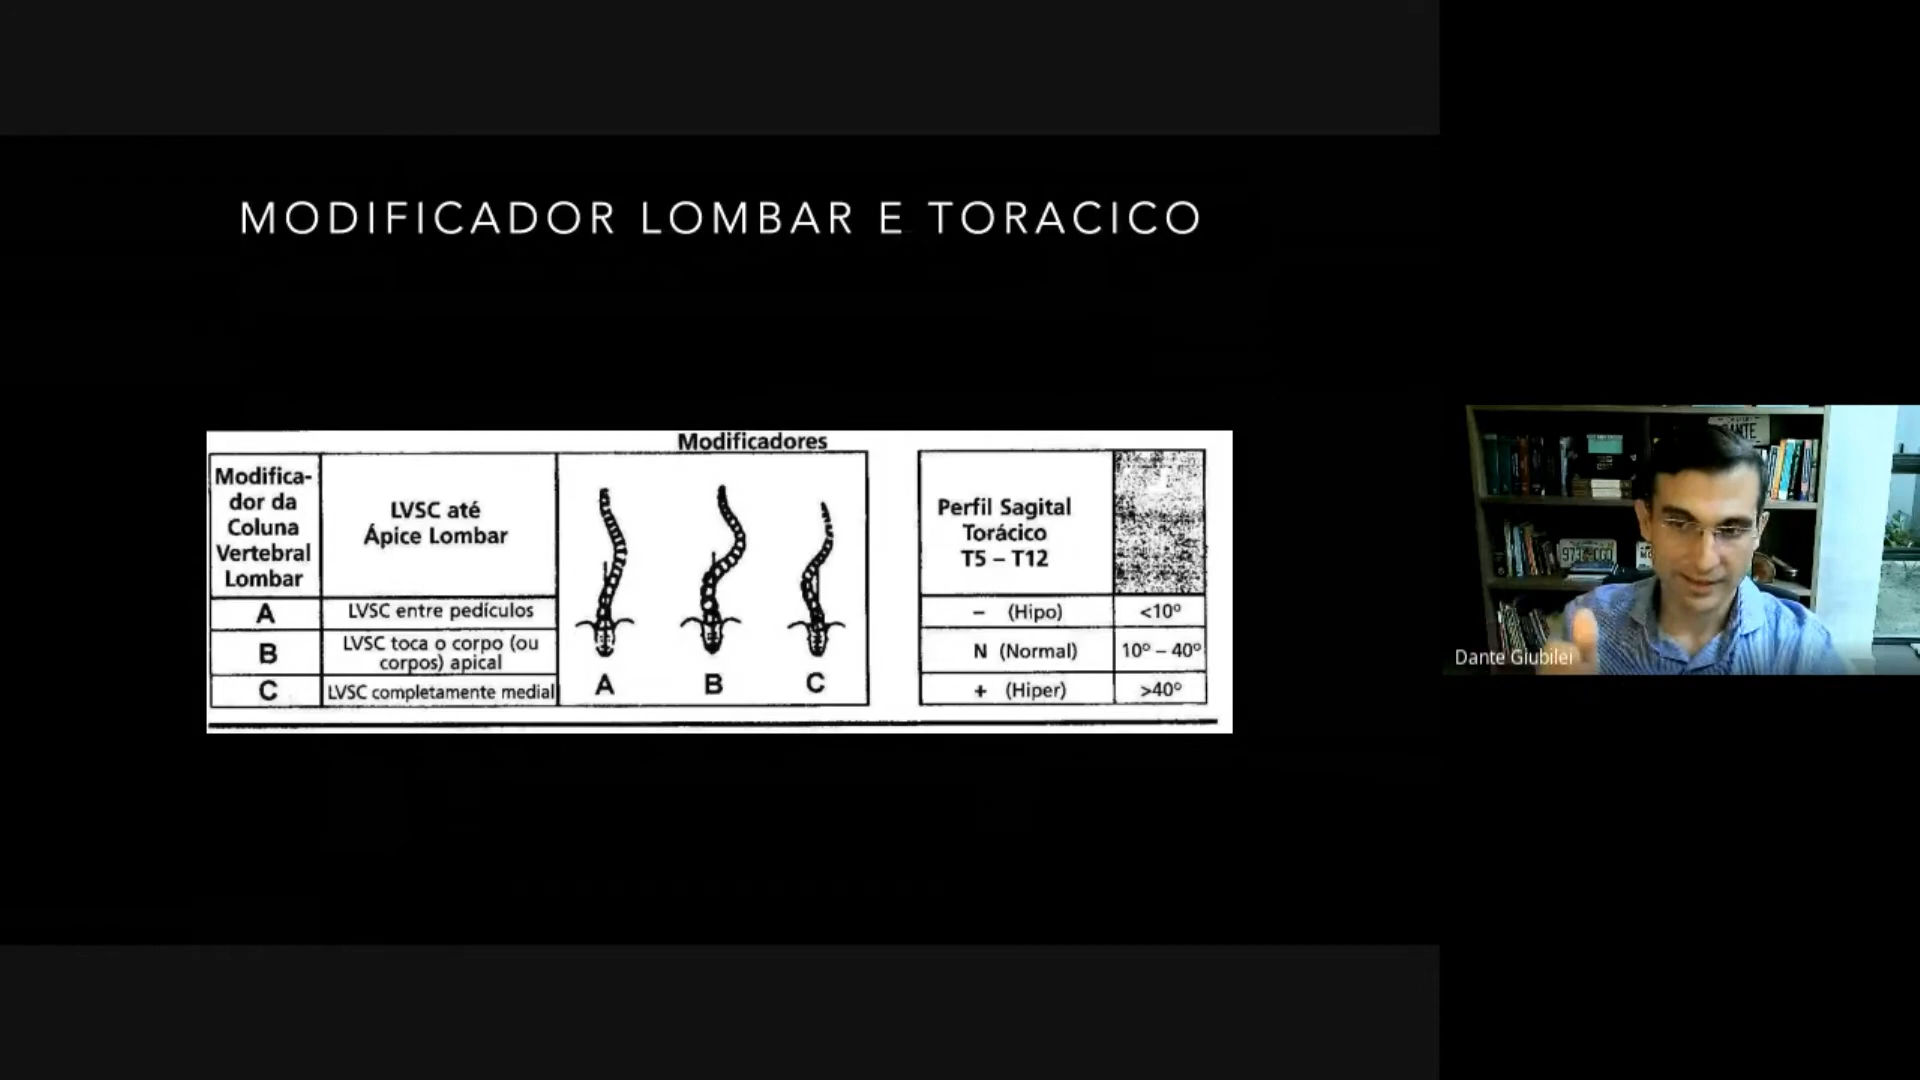 MODIFICADOR LOMBAR E TORACICO
Modificadores
Modifica-
dor da
Coluna
Vertebral
Lombar
LVSC até
Ápice Lombar
A
LVSC entre pedículos
B
LVSC toca o corpo (ou
corpos) apical
C
LVSC completamente medial
A B C
Perfil Sagital
Torácico
T5 – T12
– (Hipo) <10º
N (Normal) 10º – 40º
+ (Hiper) >40º
DANTE
Dante Giubilei